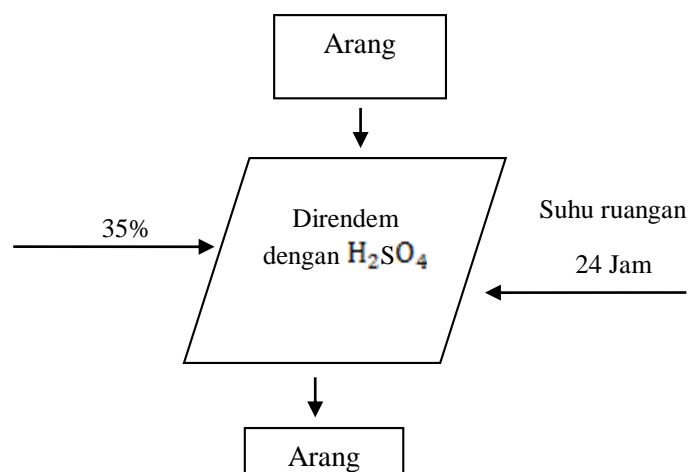 Arang
35%
Direndem
dengan H₂SO₄
Suhu ruangan
24 Jam
Arang